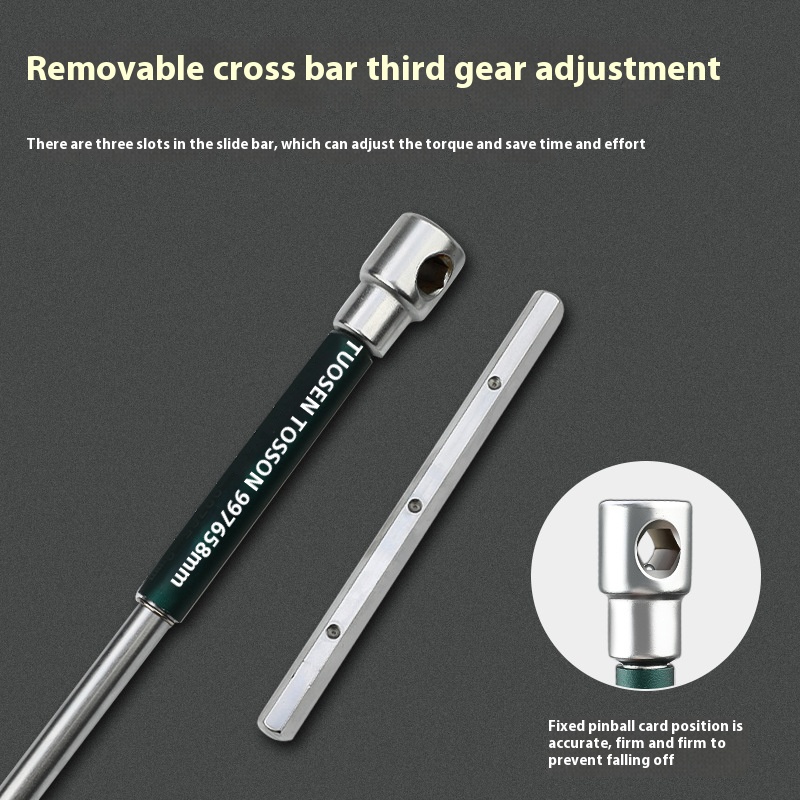 Removable cross bar third gear adjustment
There are three slots in the slide bar, which can adjust the torque and save time and effort
TUOSEN TOSSON 997658mm
Fixed pinball card position is
accurate, firm and firm to
prevent falling off